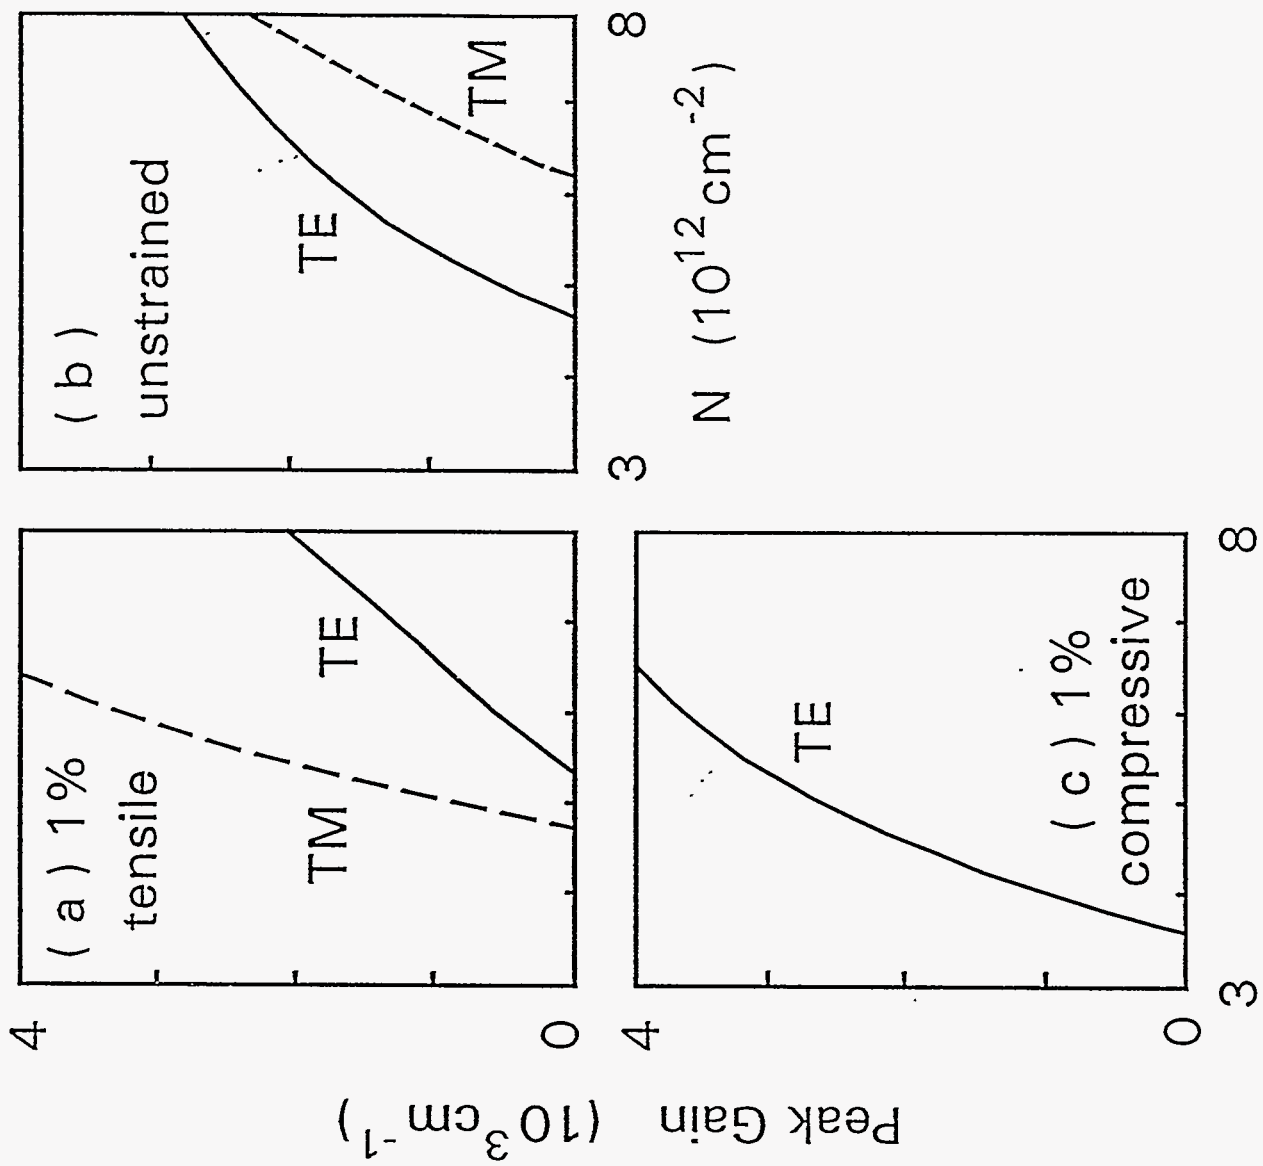 Peak Gain (10³cm⁻¹)
4
0
(a) 1%
tensile
TM
TE
(b)
unstrained
TE
TM
3
8
N (10¹²cm⁻²)
4
0
TE
(c) 1%
compressive
3
8